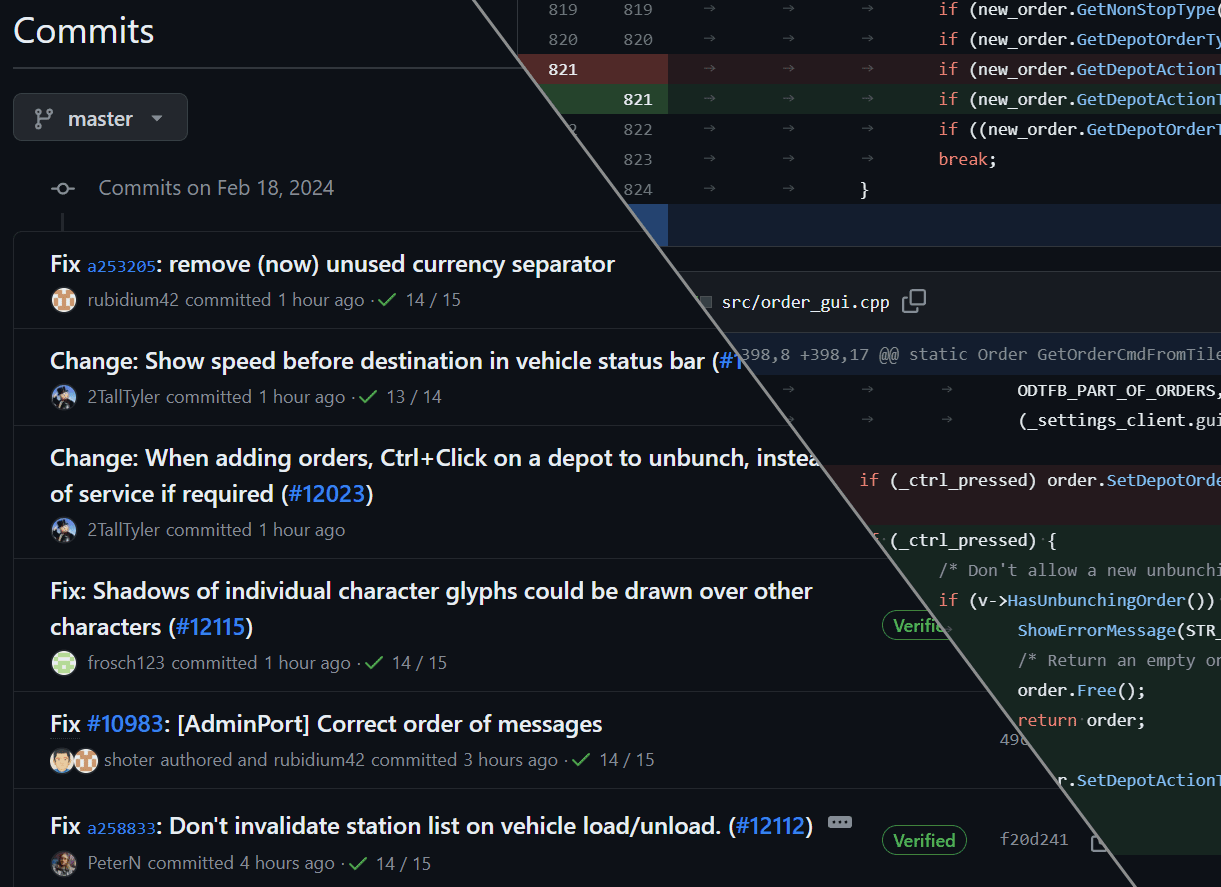 Commits
master
Commits on Feb 18, 2024
Fix a253205: remove (now) unused currency separator
rubidium42 committed 1 hour ago · 14 / 15
Change: Show speed before destination in vehicle status bar (#1
2TallTyler committed 1 hour ago · 13 / 14
Change: When adding orders, Ctrl+Click on a depot to unbunch, instea
of service if required (#12023)
2TallTyler committed 1 hour ago
Fix: Shadows of individual character glyphs could be drawn over other
characters (#12115)
frosch123 committed 1 hour ago · 14 / 15
Verifie
Fix #10983: [AdminPort] Correct order of messages
shoter authored and rubidium42 committed 3 hours ago · 14 / 15
Fix a258833: Don't invalidate station list on vehicle load/unload. (#12112)
PeterN committed 4 hours ago · 14 / 15
Verified
f20d241
819 819 if (new_order.GetNonStopType(
820 820 if (new_order.GetDepotOrderTy
821 if (new_order.GetDepotActionT
821 if (new_order.GetDepotActionT
2 822 if ((new_order.GetDepotOrderT
823 break;
824 }
src/order_gui.cpp
398,8 +398,17 @@ static Order GetOrderCmdFromTile
ODTFB_PART_OF_ORDERS,
(_settings_client.gui
if (_ctrl_pressed) order.SetDepotOrde
f (_ctrl_pressed) {
/* Don't allow a new unbunchi
if (v->HasUnbunchingOrder())
ShowErrorMessage(STR_
/* Return an empty or
order.Free();
return order;
490
r.SetDepotActionT